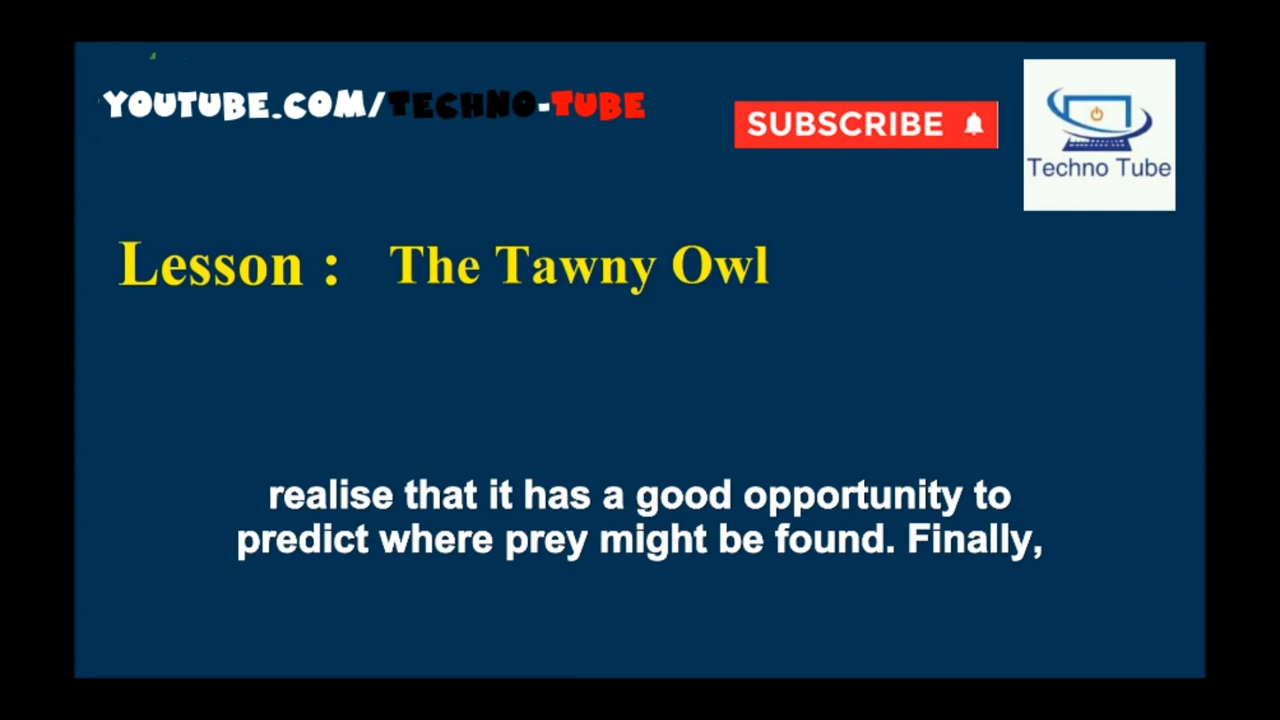 YOUTUBE.COM/TECHNO-TUBE
SUBSCRIBE
Techno Tube
Lesson : The Tawny Owl
realise that it has a good opportunity to
predict where prey might be found. Finally,